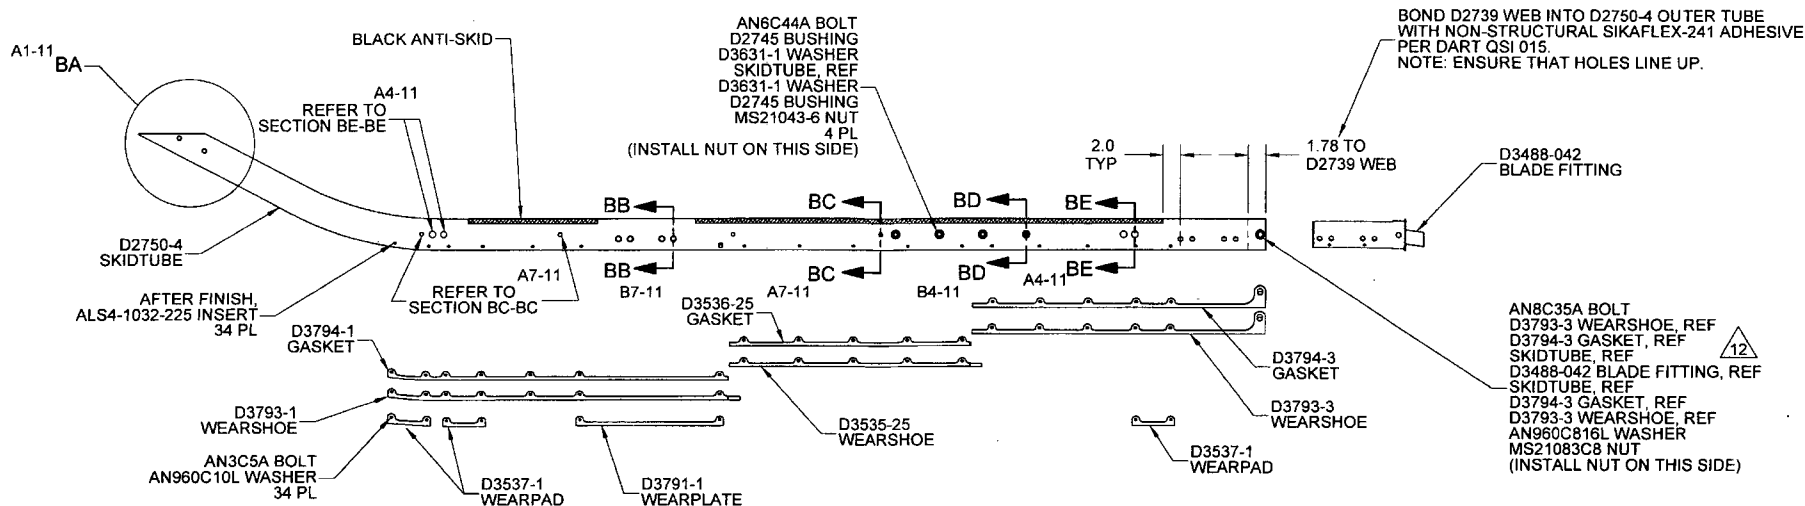 A1-11
BA
BLACK ANTI-SKID
A4-11
REFER TO
SECTION BE-BE
AN6C44A BOLT
D2745 BUSHING
D3631-1 WASHER
SKIDTUBE, REF
D3631-1 WASHER
D2745 BUSHING
MS21043-6 NUT
4 PL
(INSTALL NUT ON THIS SIDE)
BOND D2739 WEB INTO D2750-4 OUTER TUBE
WITH NON-STRUCTURAL SIKAFLEX-241 ADHESIVE
PER DART QSI 015.
NOTE: ENSURE THAT HOLES LINE UP.
2.0
TYP
1.78 TO
D2739 WEB
D3488-042
BLADE FITTING
BB
BC
BD
BE
D2750-4
SKIDTUBE
BB
BC
BD
BE
A7-11
B7-11
A7-11
B4-11
A4-11
REFER TO
SECTION BC-BC
AFTER FINISH,
ALS4-1032-225 INSERT
34 PL
D3794-1
GASKET
D3536-25
GASKET
D3794-3
GASKET
D3793-1
WEARSHOE
D3535-25
WEARSHOE
D3793-3
WEARSHOE
AN3C5A BOLT
AN960C10L WASHER
34 PL
D3537-1
WEARPAD
D3791-1
WEARPLATE
D3537-1
WEARPAD
AN8C35A BOLT
D3793-3 WEARSHOE, REF
D3794-3 GASKET, REF
SKIDTUBE, REF
12
D3488-042 BLADE FITTING, REF
SKIDTUBE, REF
D3794-3 GASKET, REF
D3793-3 WEARSHOE, REF
AN960C816L WASHER
MS21083C8 NUT
(INSTALL NUT ON THIS SIDE)